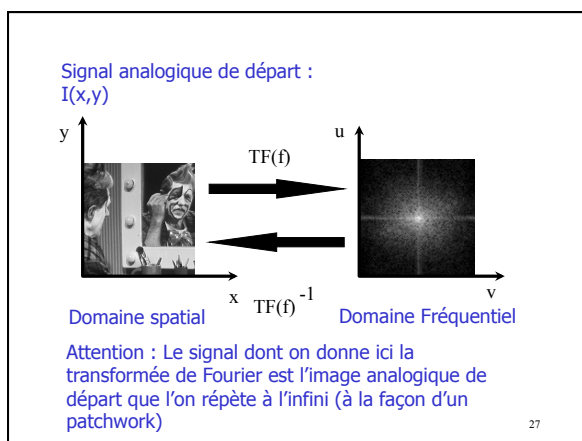 Signal analogique de départ :
I(x,y)
y
u
TF(f)
x
TF(f) -1
v
Domaine spatial
Domaine Fréquentiel
Attention : Le signal dont on donne ici la
transformée de Fourier est l'image analogique de
départ que l'on répète à l'infini (à la façon d'un
patchwork)
27